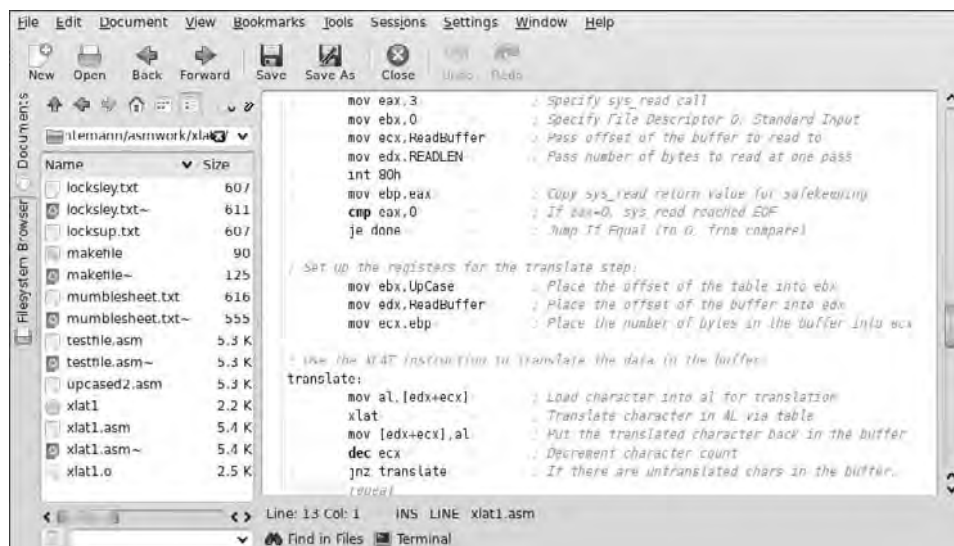 File Edit Document View Bookmarks Tools Sessions Settings Window Help
New Open Back Forward Save Save As Close Undo Redo
Documents
Filesystem Browser
ntemann/asmwork/xlat
Name Size
locksley.txt 607
locksley.txt~ 611
locksup.txt 607
makefile 90
makefile~ 125
mumblesheet.txt 616
mumblesheet.txt~ 555
testfile.asm 5.3 K
testfile.asm~ 5.3 K
upcased2.asm 5.3 K
xlat1 2.2 K
xlat1.asm 5.4 K
xlat1.asm~ 5.4 K
xlat1.o 2.5 K
mov eax,3 ; Specify sys_read call
mov ebx,0 ; Specify File Descriptor 0: Standard Input
mov ecx,ReadBuffer ; Pass offset of the buffer to read to
mov edx,READLEN ; Pass number of bytes to read at one pass
int 80h
mov ebp,eax ; Copy sys_read return value for safekeeping
cmp eax,0 ; If eax=0, sys_read reached EOF
je done ; Jump If Equal (to 0, from compare)
; Set up the registers for the translate step:
mov ebx,UpCase ; Place the offset of the table into ebx
mov edx,ReadBuffer ; Place the offset of the buffer into edx
mov ecx,ebp ; Place the number of bytes in the buffer into ecx
; Use the XLAT instruction to translate the data in the buffer:
translate:
mov al,[edx+ecx] ; Load character into al for translation
xlat ; Translate character in AL via table
mov [edx+ecx],al ; Put the translated character back in the buffer
dec ecx ; Decrement character count
jnz translate ; If there are untranslated chars in the buffer,
repeat
Line: 13 Col: 1 INS LINE xlat1.asm
Find in Files Terminal